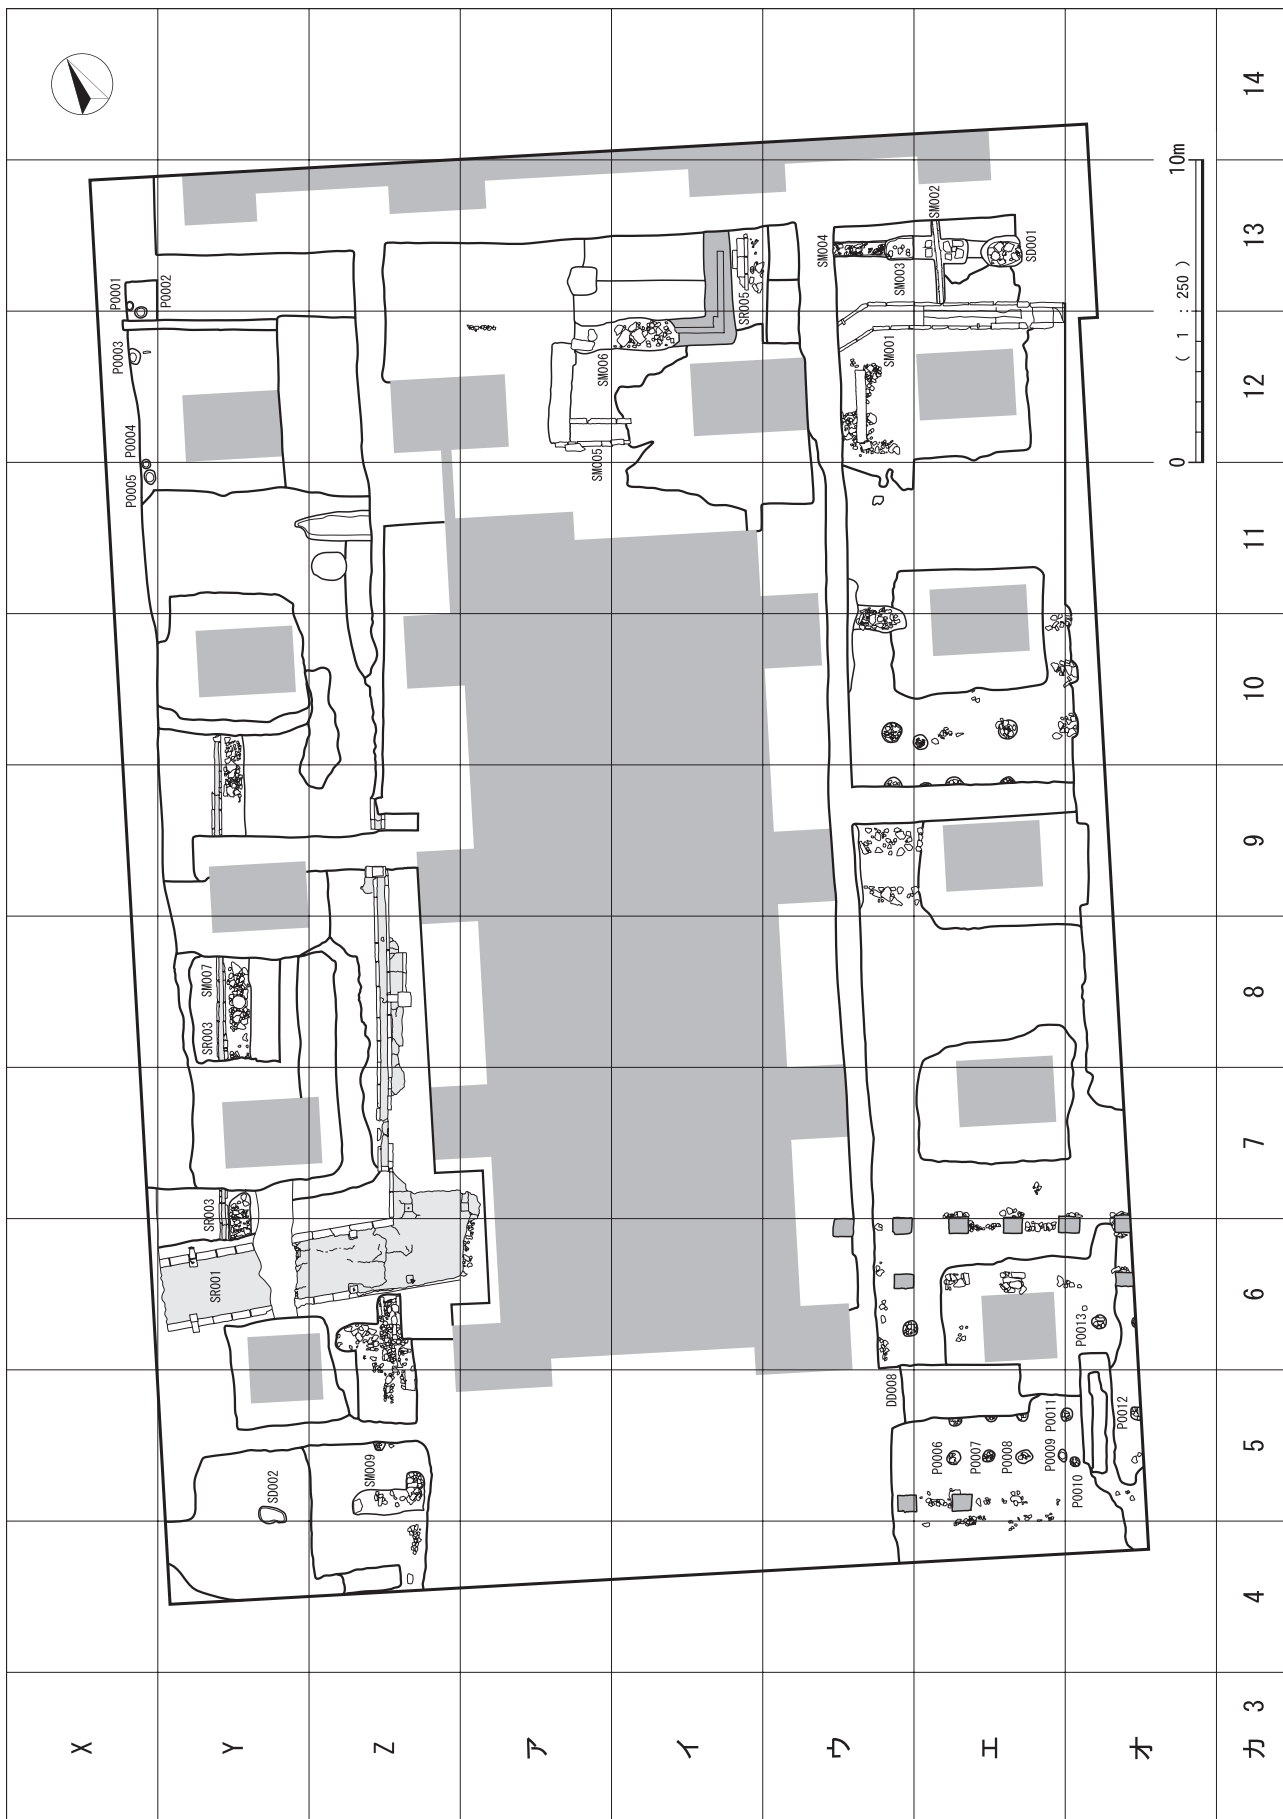 X
Y
Z
ア
イ
ウ
エ
オ
カ
3
4
5
6
7
8
9
10
11
12
13
14
0
10m
( 1 : 250 )
P0001
P0002
P0003
P0004
P0005
SM007
SR003
SR003
SR001
SD002
SM009
SM006
SM005
SR005
SM004
SM003
SM002
SD001
SM001
DD008
P0006
P0007
P0008
P0009
P0010
P0011
P0012
P0013